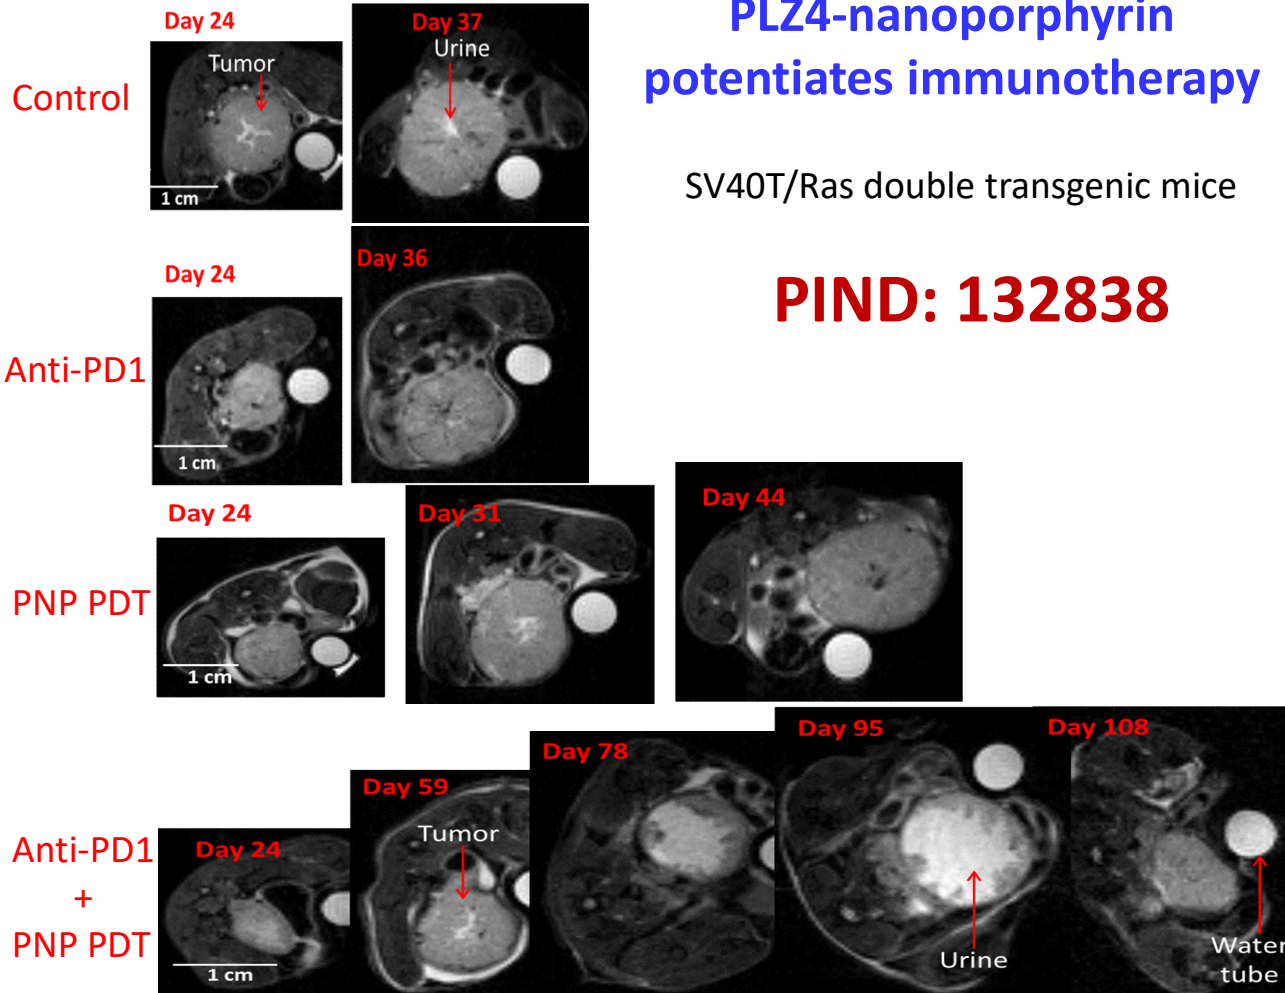 PLZ4-nanoporphyrin
potentiates immunotherapy
SV40T/Ras double transgenic mice
PIND: 132838
Control
Day 24
Tumor
1 cm
Day 37
Urine
Anti-PD1
Day 24
1 cm
Day 36
PNP PDT
Day 24
1 cm
Day 31
Day 44
Anti-PD1
+
PNP PDT
Day 24
1 cm
Day 59
Tumor
Day 78
Day 95
Urine
Day 108
Water
tube